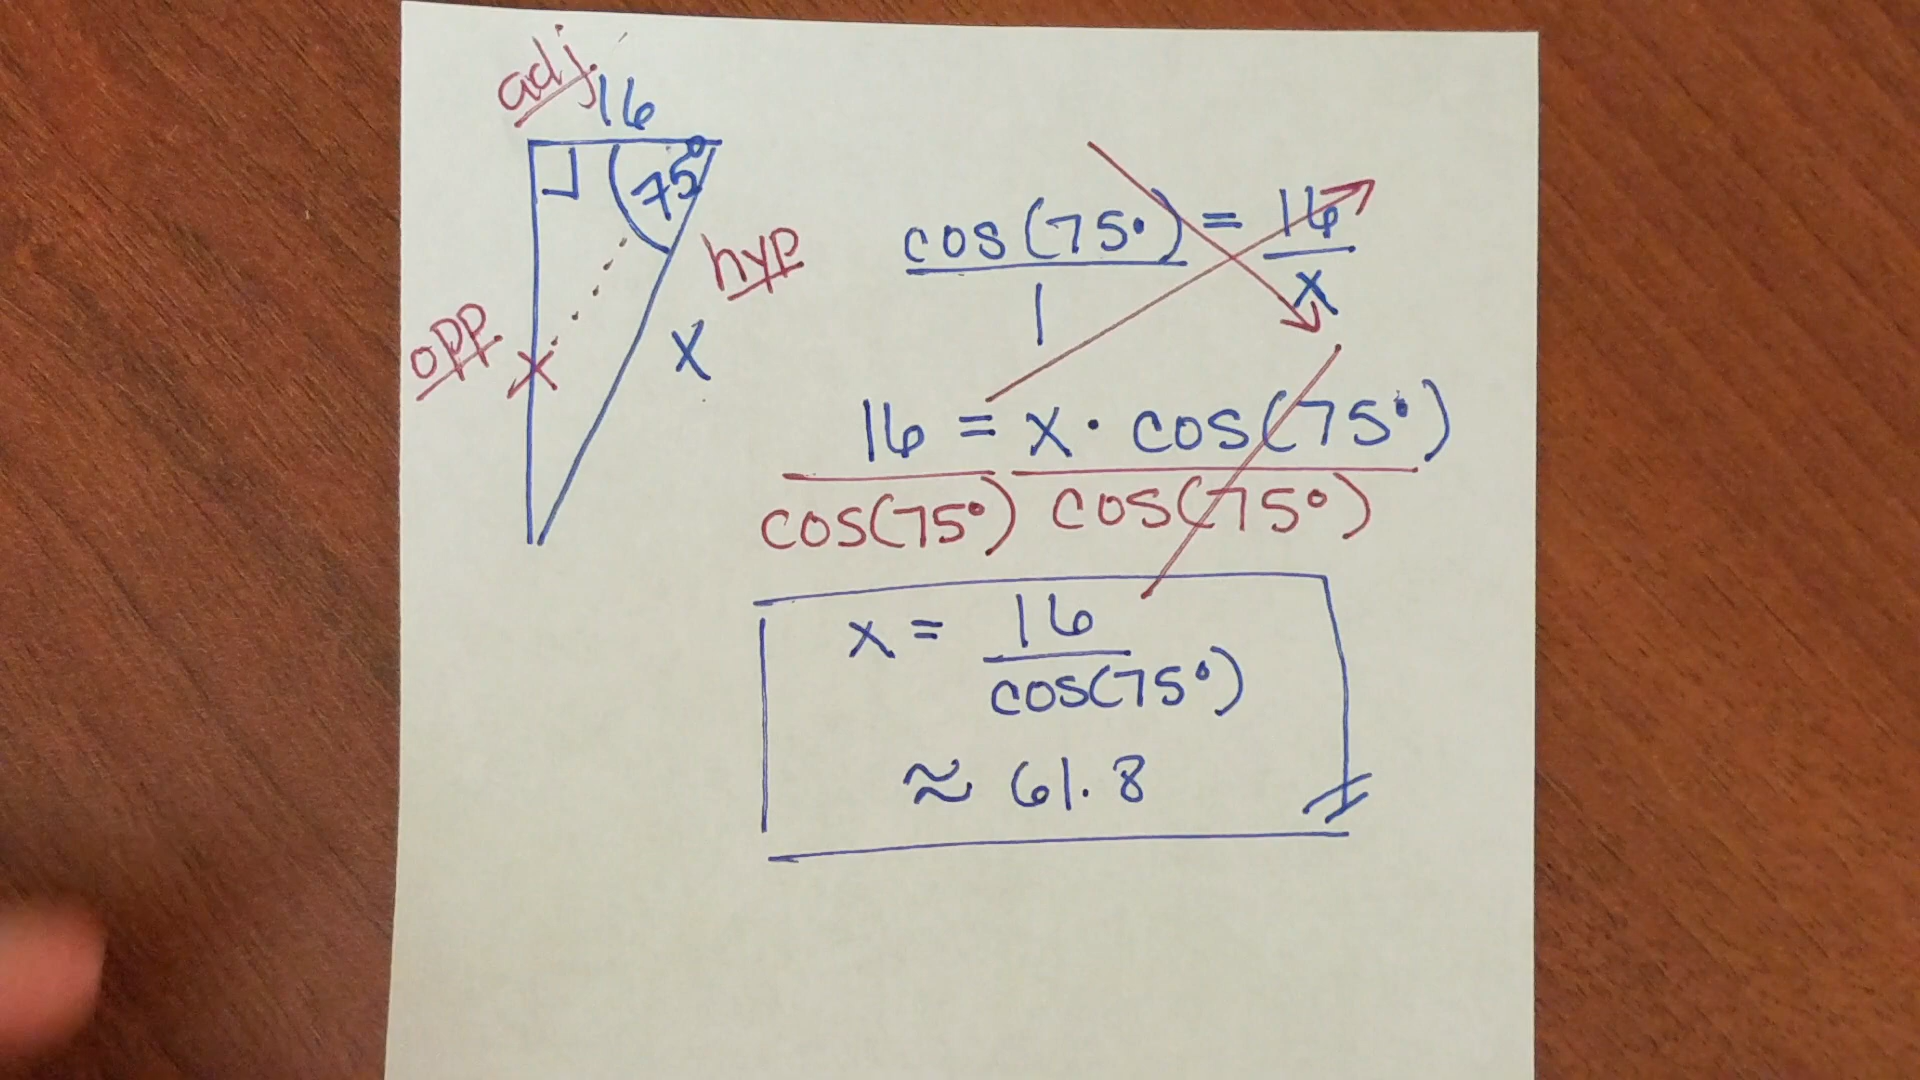 adj.
16
75°
hyp
opp.
x
cos(75°) = 16
1 x
16 = x · cos(75°)
cos(75°) cos(75°)
x = 16
cos(75°)
≈ 61.8